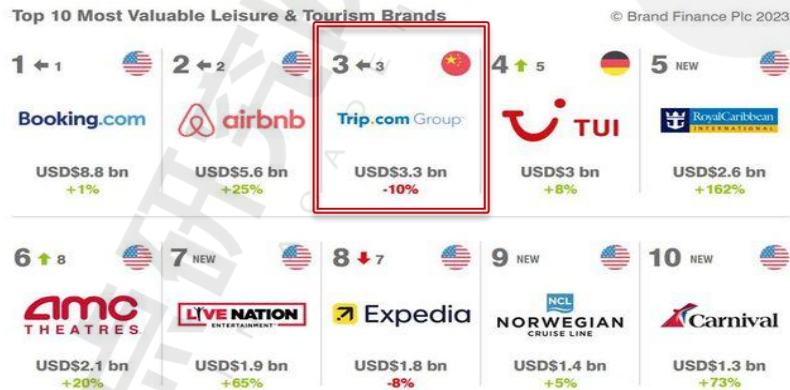 Top 10 Most Valuable Leisure & Tourism Brands
© Brand Finance Plc 2023
1 ← 1
2 ← 2
3 ← 3
4 ↑ 5
5 NEW
Booking.com
airbnb
Trip.com Group
TUI
RoyalCaribbean
INTERNATIONAL
USD$8.8 bn
+1%
USD$5.6 bn
+25%
USD$3.3 bn
-10%
USD$3 bn
+8%
USD$2.6 bn
+162%
6 ↑ 8
7 NEW
8 ↓ 7
9 NEW
10 NEW
amc
THEATRES
LIVE NATION
ENTERTAINMENT
Expedia
NCL
NORWEGIAN
CRUISE LINE
Carnival
USD$2.1 bn
+20%
USD$1.9 bn
+65%
USD$1.8 bn
-8%
USD$1.4 bn
+5%
USD$1.3 bn
+73%